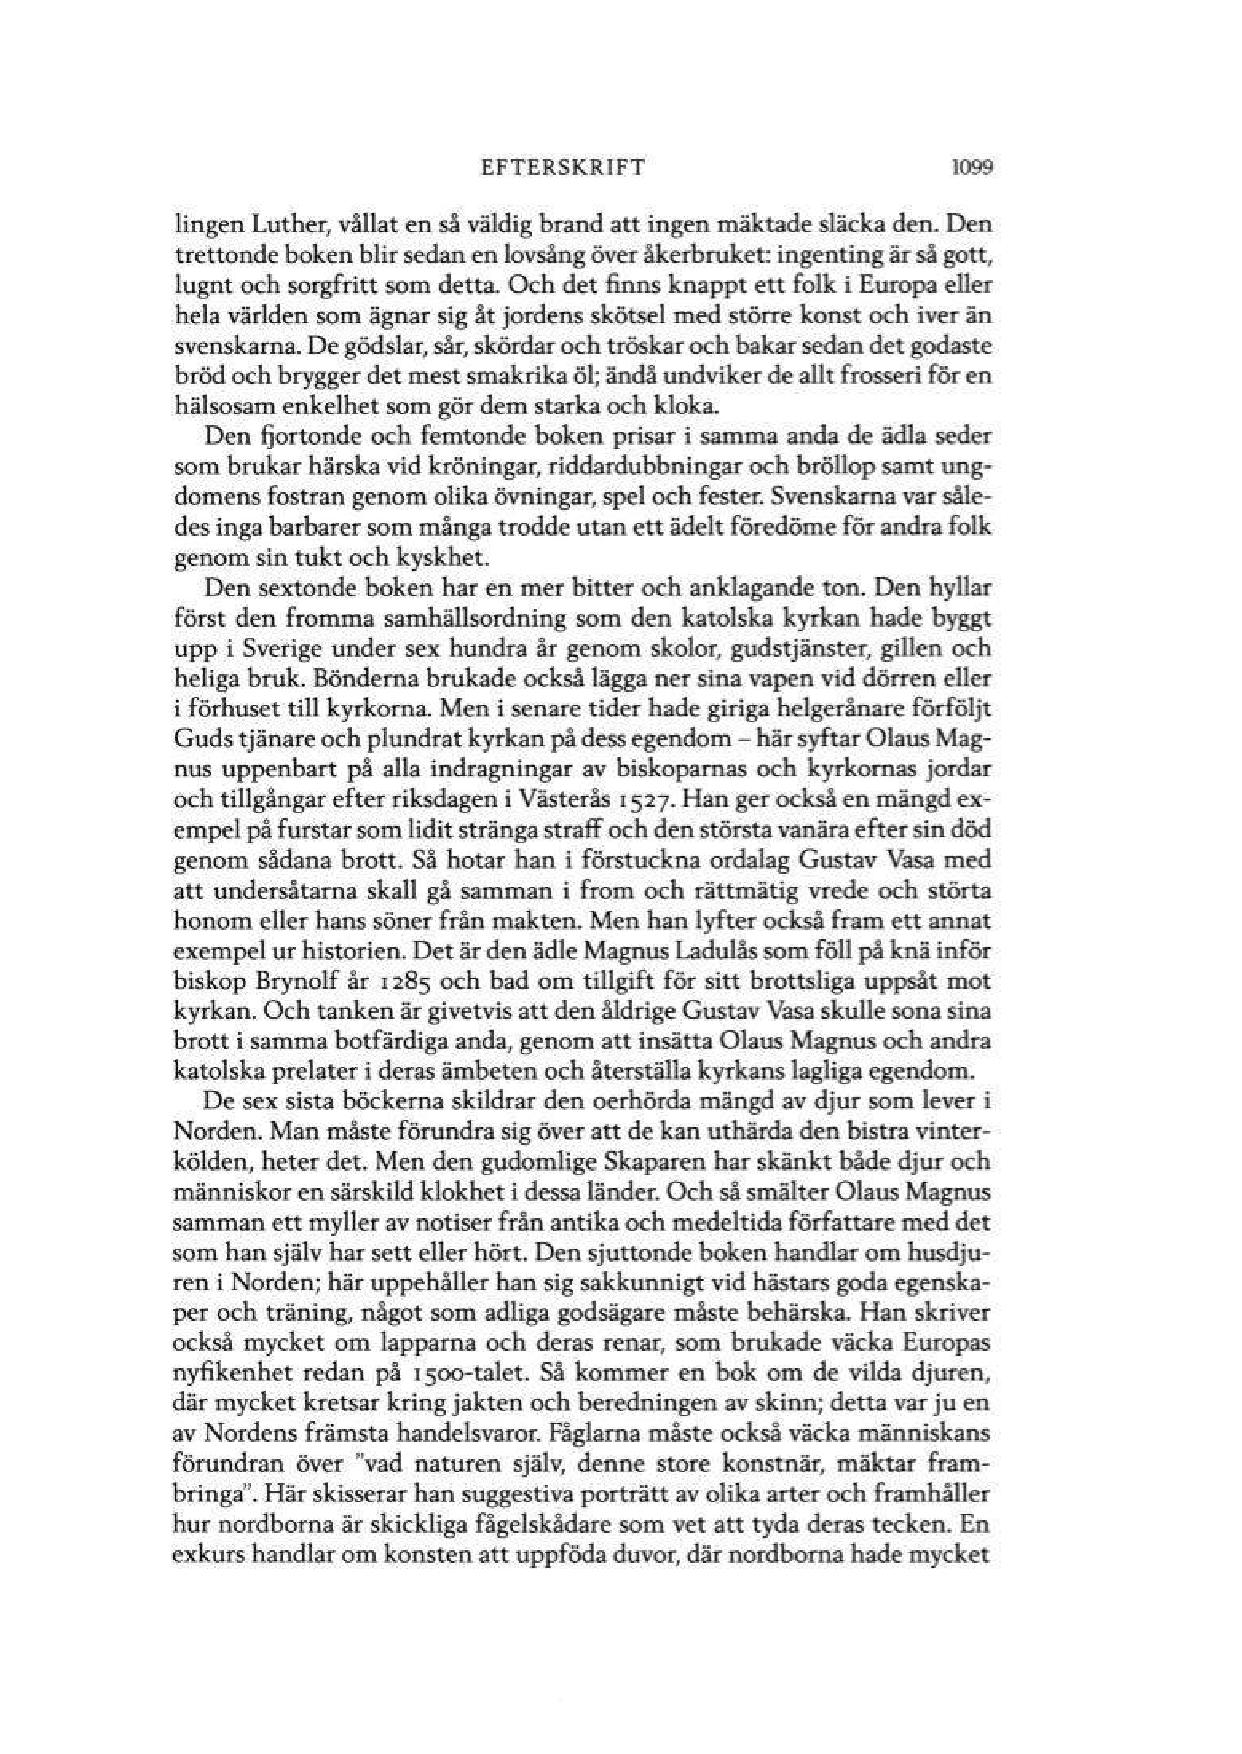 EFTERSKRIFT 1099
lingen Luther, vållat en så väldig brand att ingen mäktade släcka den. Den
trettonde boken blir sedan en lovsång över åkerbruket: ingenting är så gott,
lugnt och sorgfritt som detta. Och det finns knappt ett folk i Europa eller
hela världen som ägnar sig åt jordens skötsel med större konst och iver än
svenskarna. De gödslar, sår, skördar och tröskar och bakar sedan det godaste
bröd och brygger det mest smakrika öl; ändå undviker de allt frosseri för en
hälsosam enkelhet som gör dem starka och kloka.
Den fjortonde och femtonde boken prisar i samma anda de ädla seder
som brukar härska vid kröningar, riddardubbningar och bröllop samt ung-
domens fostran genom olika övningar, spel och fester. Svenskarna var såle-
des inga barbarer som många trodde utan ett ädelt föredöme för andra folk
genom sin tukt och kyskhet.
Den sextonde boken har en mer bitter och anklagande ton. Den hyllar
först den fromma samhällsordning som den katolska kyrkan hade byggt
upp i Sverige under sex hundra år genom skolor, gudstjänster, gillen och
heliga bruk. Bönderna brukade också lägga ner sina vapen vid dörren eller
i förhuset till kyrkorna. Men i senare tider hade giriga helgerånare förföljt
Guds tjänare och plundrat kyrkan på dess egendom – här syftar Olaus Mag-
nus uppenbart på alla indragningar av biskoparnas och kyrkornas jordar
och tillgångar efter riksdagen i Västerås 1527. Han ger också en mängd ex-
empel på furstar som lidit stränga straff och den största vanära efter sin död
genom sådana brott. Så hotar han i förstuckna ordalag Gustav Vasa med
att undersåtarna skall gå samman i from och rättmätig vrede och störta
honom eller hans söner från makten. Men han lyfter också fram ett annat
exempel ur historien. Det är den ädle Magnus Ladulås som föll på knä inför
biskop Brynolf år 1285 och bad om tillgift för sitt brottsliga uppsåt mot
kyrkan. Och tanken är givetvis att den åldrige Gustav Vasa skulle sona sina
brott i samma botfärdiga anda, genom att insätta Olaus Magnus och andra
katolska prelater i deras ämbeten och återställa kyrkans lagliga egendom.
De sex sista böckerna skildrar den oerhörda mängd av djur som lever i
Norden. Man måste förundra sig över att de kan uthärda den bistra vinter-
kölden, heter det. Men den gudomlige Skaparen har skänkt både djur och
människor en särskild klokhet i dessa länder. Och så smälter Olaus Magnus
samman ett myller av notiser från antika och medeltida författare med det
som han själv har sett eller hört. Den sjuttonde boken handlar om husdju-
ren i Norden; här uppehåller han sig sakkunnigt vid hästars goda egenska-
per och träning, något som adliga godsägare måste behärska. Han skriver
också mycket om lapparna och deras renar, som brukade väcka Europas
nyfikenhet redan på 1500-talet. Så kommer en bok om de vilda djuren,
där mycket kretsar kring jakten och beredningen av skinn; detta var ju en
av Nordens främsta handelsvaror. Fåglarna måste också väcka människans
förundran över ”vad naturen själv, denne store konstnär, mäktar fram-
bringa”. Här skisserar han suggestiva porträtt av olika arter och framhåller
hur nordborna är skickliga fågelskådare som vet att tyda deras tecken. En
exkurs handlar om konsten att uppföda duvor, där nordborna hade mycket